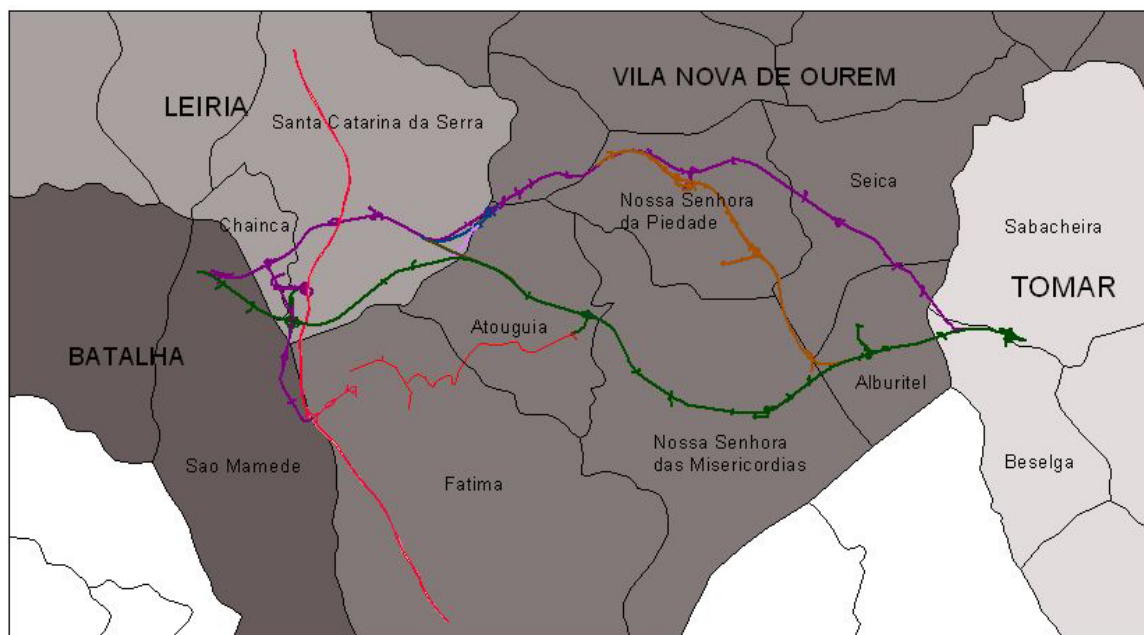 VILA NOVA DE OUREM
LEIRIA
Santa Catarina da Serra
Seica
Nossa Senhora
da Piedade
Chainca
Sabacheira
TOMAR
Atouguia
BATALHA
Alburitel
Nossa Senhora
das Misericordias
Sao Mamede
Fatima
Beselga